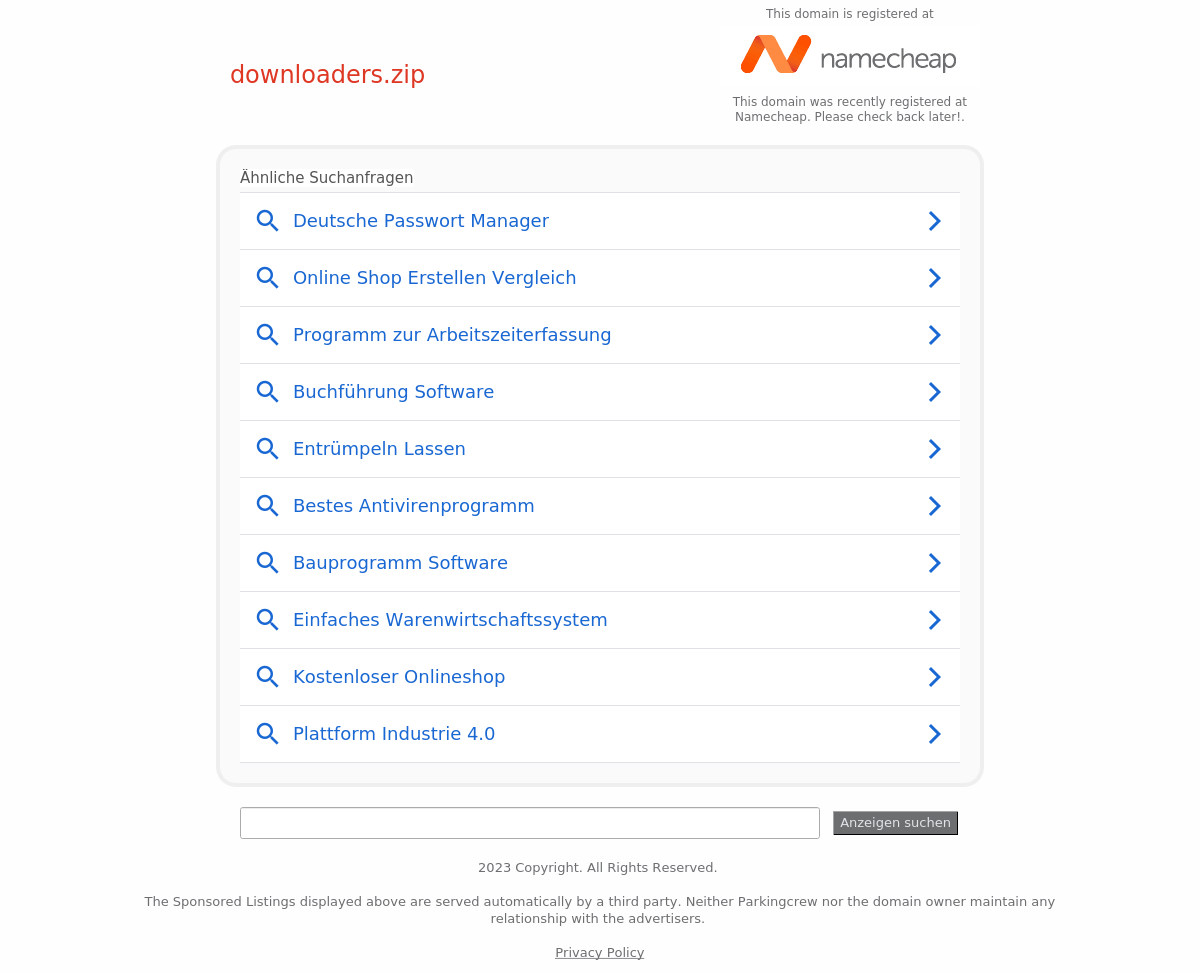 This domain is registered at
namecheap
downloaders.zip
This domain was recently registered at
Namecheap. Please check back later!.
Ähnliche Suchanfragen
Deutsche Passwort Manager
Online Shop Erstellen Vergleich
Programm zur Arbeitszeiterfassung
Buchführung Software
Entrümpeln Lassen
Bestes Antivirenprogramm
Bauprogramm Software
Einfaches Warenwirtschaftssystem
Kostenloser Onlineshop
Plattform Industrie 4.0
Anzeigen suchen
2023 Copyright. All Rights Reserved.
The Sponsored Listings displayed above are served automatically by a third party. Neither Parkingcrew nor the domain owner maintain any
relationship with the advertisers.
Privacy Policy